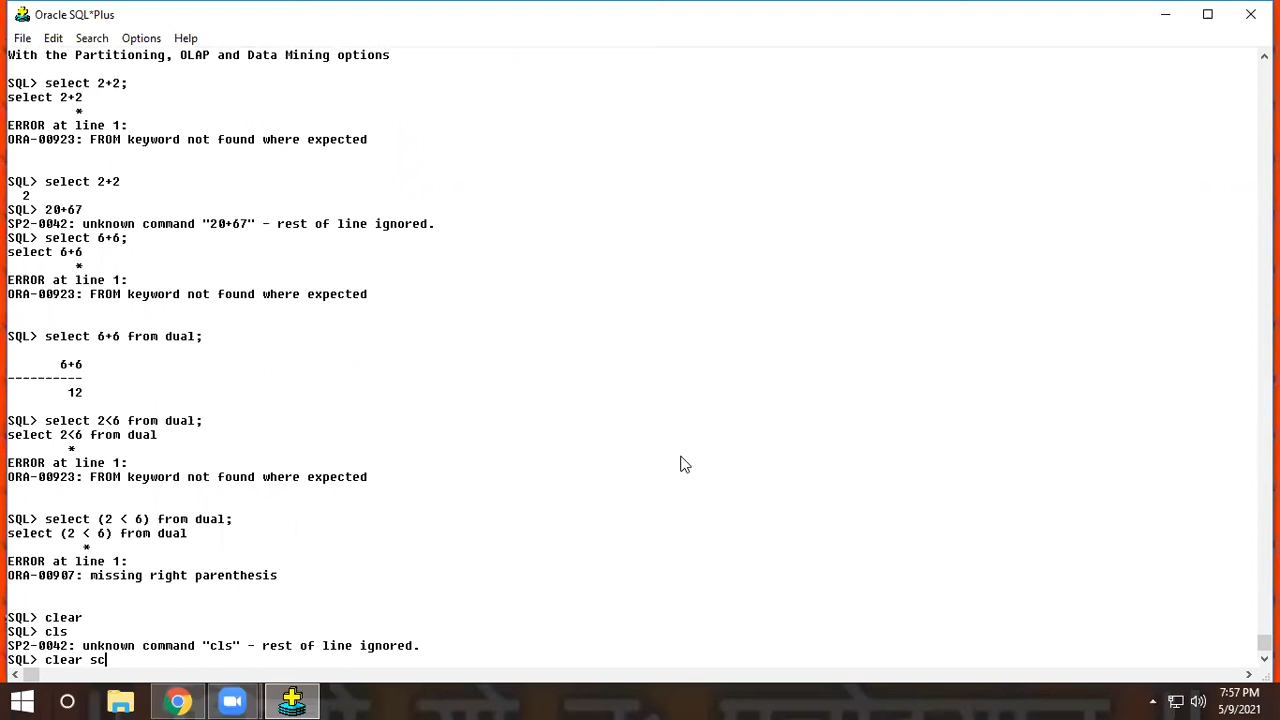 Oracle SQL*Plus
File Edit Search Options Help
With the Partitioning, OLAP and Data Mining options
SQL> select 2+2;
select 2+2
*
ERROR at line 1:
ORA-00923: FROM keyword not found where expected
SQL> select 2+2
2
SQL> 20+67
SP2-0042: unknown command "20+67" - rest of line ignored.
SQL> select 6+6;
select 6+6
*
ERROR at line 1:
ORA-00923: FROM keyword not found where expected
SQL> select 6+6 from dual;
6+6
----------
12
SQL> select 2<6 from dual;
select 2<6 from dual
*
ERROR at line 1:
ORA-00923: FROM keyword not found where expected
SQL> select (2 < 6) from dual;
select (2 < 6) from dual
*
ERROR at line 1:
ORA-00907: missing right parenthesis
SQL> clear
SQL> cls
SP2-0042: unknown command "cls" - rest of line ignored.
SQL> clear sc
7:57 PM
5/9/2021